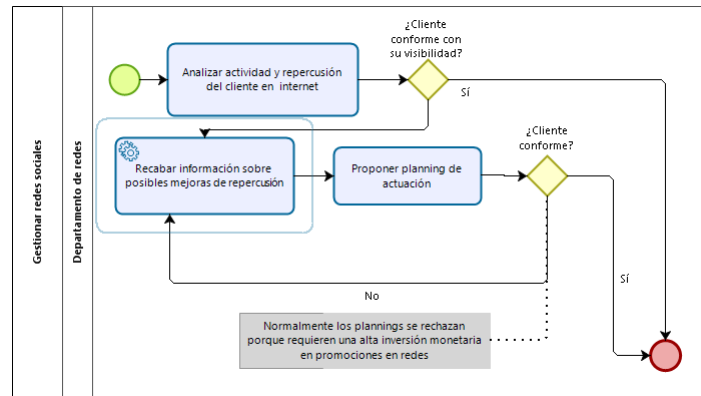 Gestionar redes sociales
Departamento de redes
Analizar actividad y repercusión
del cliente en internet
¿Cliente
conforme con
su visibilidad?
Sí
Recabar información sobre
posibles mejoras de repercusión
Proponer planning de
actuación
¿Cliente
conforme?
No
Sí
Normalmente los plannings se rechazan
porque requieren una alta inversión monetaria
en promociones en redes